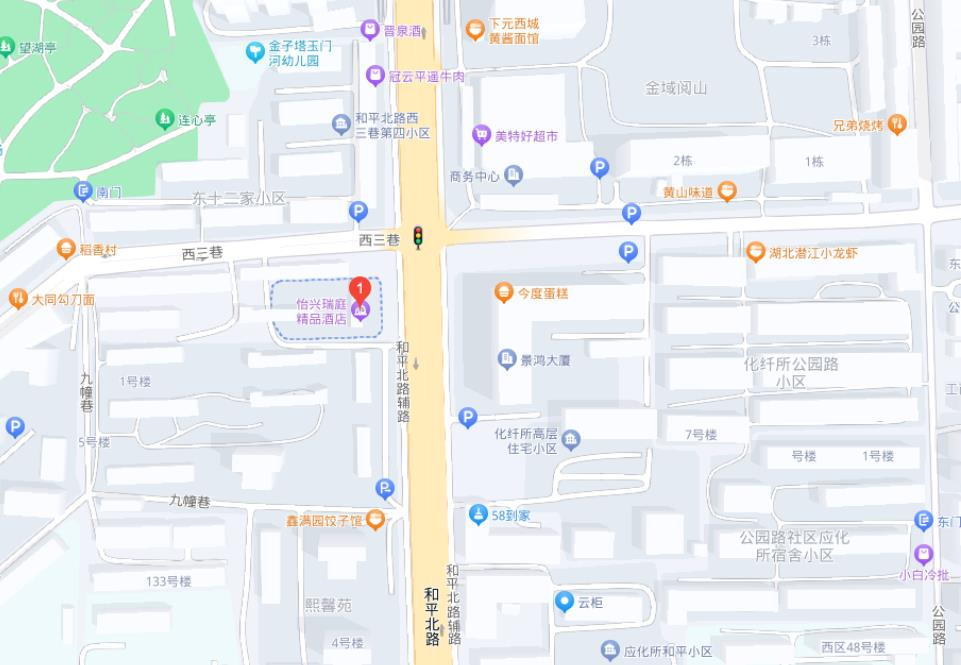 晋泉酒
下元西城
黄酱面馆
公园路
望湖亭
金子塔玉门
河幼儿园
3栋
冠云平遥牛肉
金域阅山
连心亭
和平北路西
三巷第四小区
美特好超市
兄弟烧烤
2栋
1栋
商务中心
南门
东十二家小区
黄山味道
西三巷
稻香村
西三巷
湖北潜江小龙虾
1
怡兴瑞庭
精品酒店
今度蛋糕
大同勾刀面
景鸿大厦
和平北路辅路
化纤所公园路
小区
九幢巷
1号楼
5号楼
化纤所高层
住宅小区
7号楼
号楼
1号楼
九幢巷
鑫满园饺子馆
58到家
东门
公园路社区应化
所宿舍小区
小白冷批
133号楼
和平北路
和平北路辅路
熙馨苑
云柜
公园路
4号楼
应化所和平小区
西区48号楼